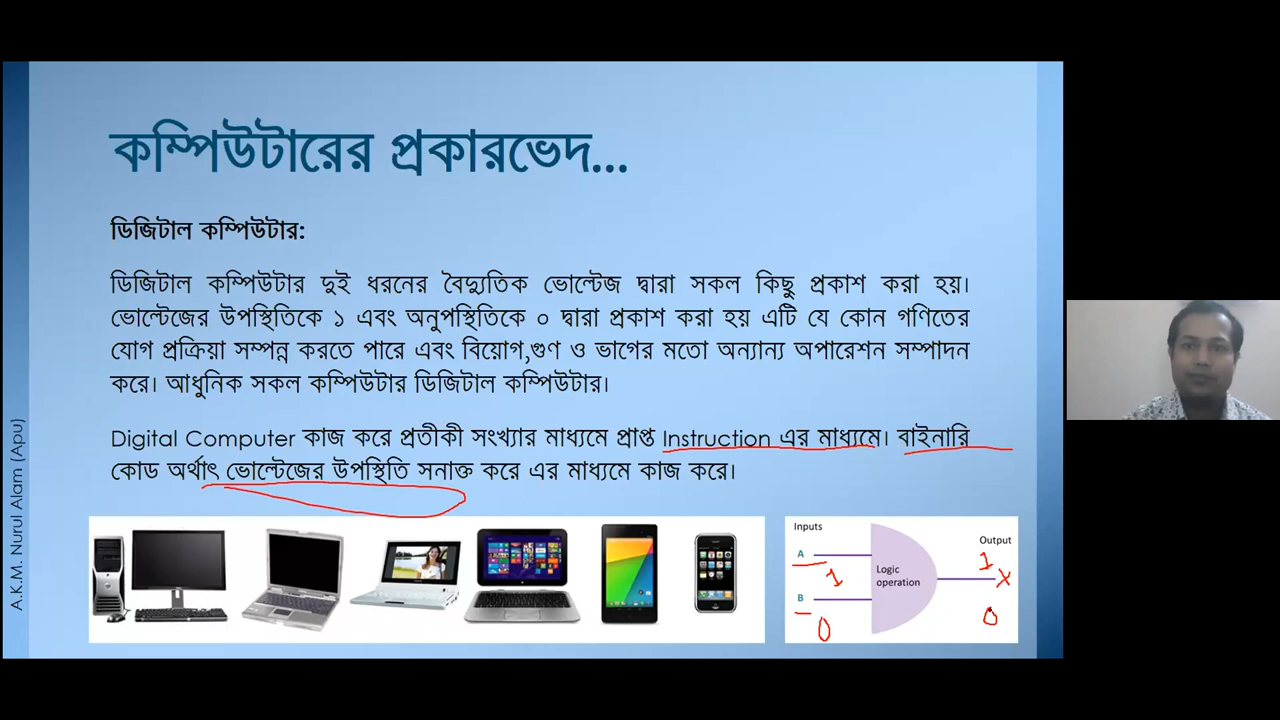 কম্পিউটারের প্রকারভেদ...
ডিজিটাল কম্পিউটার:
ডিজিটাল কম্পিউটার দুই ধরনের বৈদ্যুতিক ভোল্টেজ দ্বারা সকল কিছু প্রকাশ করা হয়।
ভোল্টেজের উপস্থিতিকে ১ এবং অনুপস্থিতিকে ০ দ্বারা প্রকাশ করা হয় এটি যে কোন গণিতের
যোগ প্রক্রিয়া সম্পন্ন করতে পারে এবং বিয়োগ,গুণ ও ভাগের মতো অন্যান্য অপারেশন সম্পাদন
করে। আধুনিক সকল কম্পিউটার ডিজিটাল কম্পিউটার।
Digital Computer কাজ করে প্রতীকী সংখ্যার মাধ্যমে প্রাপ্ত Instruction এর মাধ্যমে। বাইনারি
কোড অর্থাৎ ভোল্টেজের উপস্থিতি সনাক্ত করে এর মাধ্যমে কাজ করে।
A.K.M. Nurul Alam (Apu)
Inputs
Output
A
1
1
Logic
operation
X
B
0
0